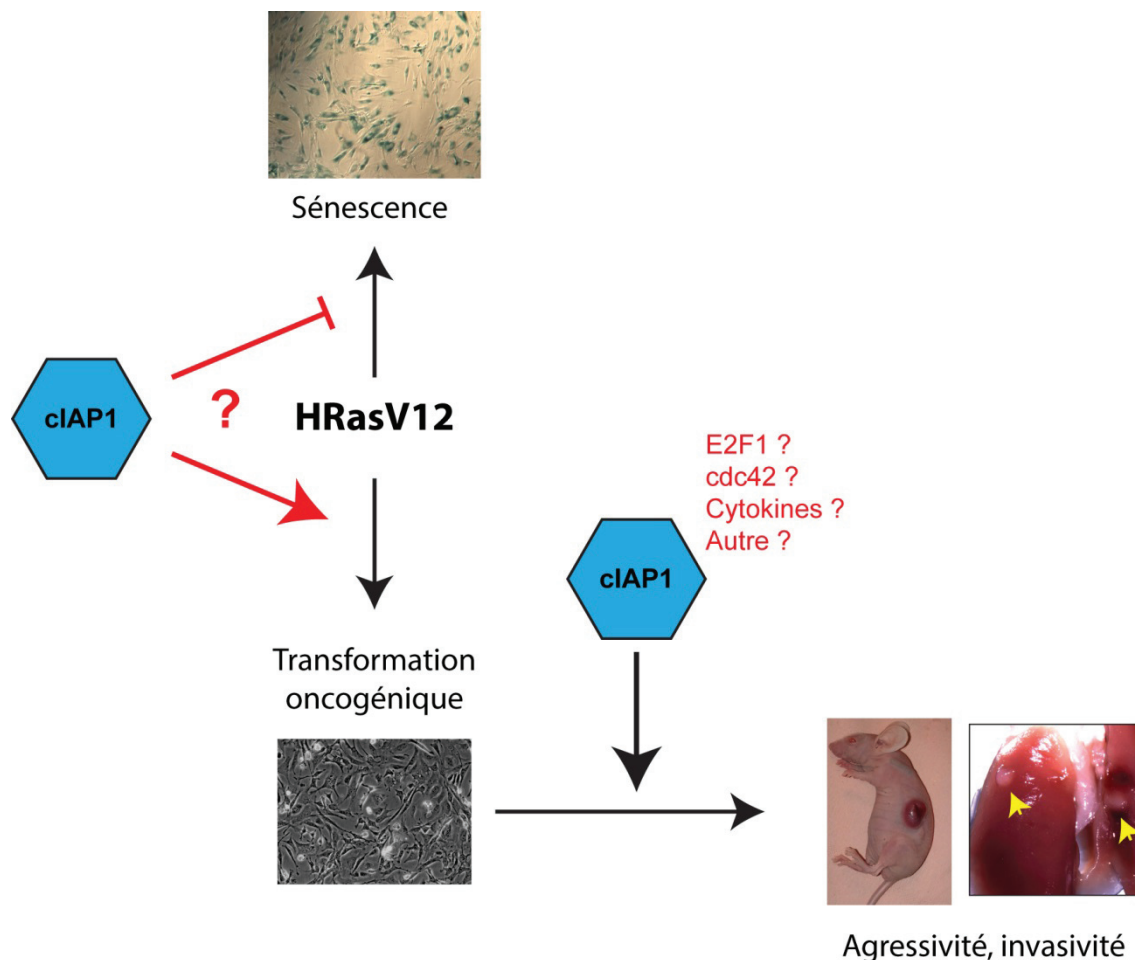 Sénescence
cIAP1
?
HRasV12
E2F1 ?
cdc42 ?
Cytokines ?
Autre ?
cIAP1
Transformation
oncogénique
Agressivité, invasivité